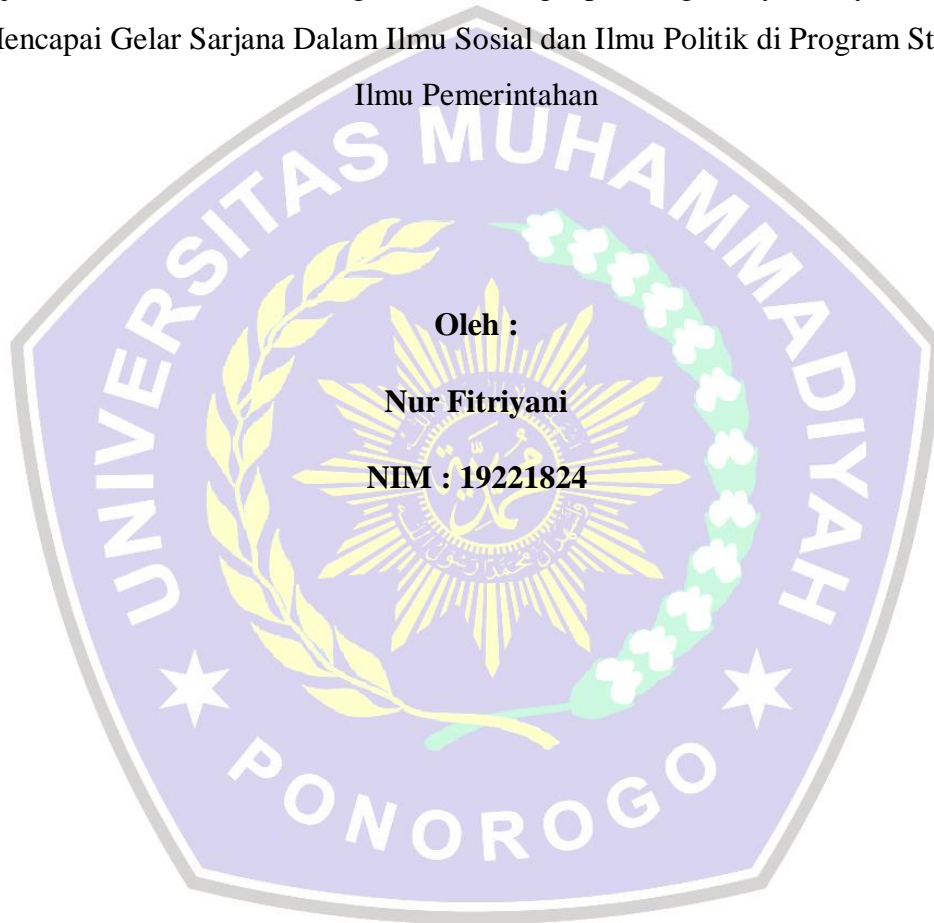 Mencapai Gelar Sarjana Dalam Ilmu Sosial dan Ilmu Politik di Program
Ilmu Pemerintahan
UNIVERSITAS MUHAMMADIYAH
Oleh :
Nur Fitriyani
NIM : 19221824
محمدية
PONOROGO